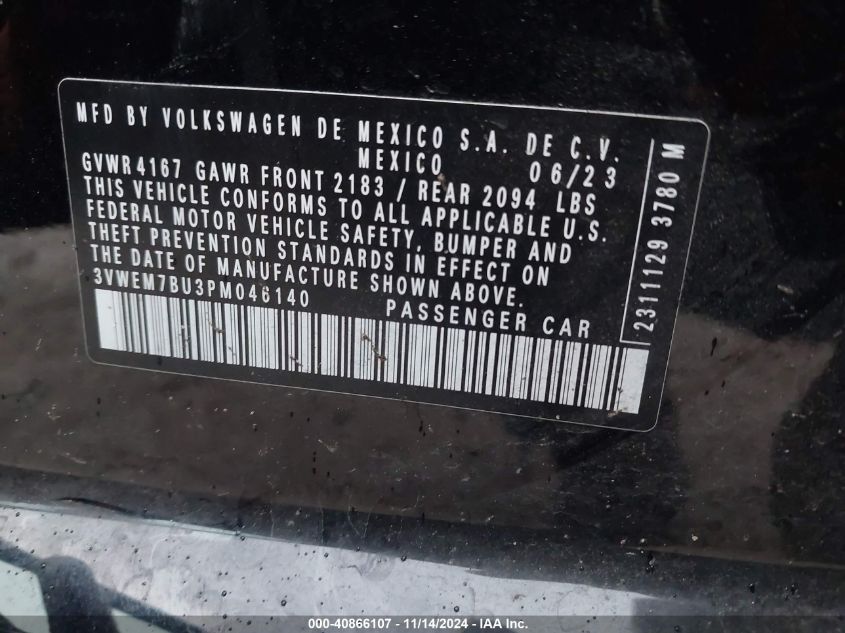 MFD BY VOLKSWAGEN DE MEXICO S.A. DE C.V.
MEXICO 06/23
GVWR 4167 GAWR FRONT 2183 / REAR 2094 LBS
THIS VEHICLE CONFORMS TO ALL APPLICABLE U.S.
FEDERAL MOTOR VEHICLE SAFETY, BUMPER AND
THEFT PREVENTION STANDARDS IN EFFECT ON
THE DATE OF MANUFACTURE SHOWN ABOVE.
3VWEM7BU3PM046140 PASSENGER CAR
2311129 3780 M
000-40866107 - 11/14/2024 - IAA Inc.